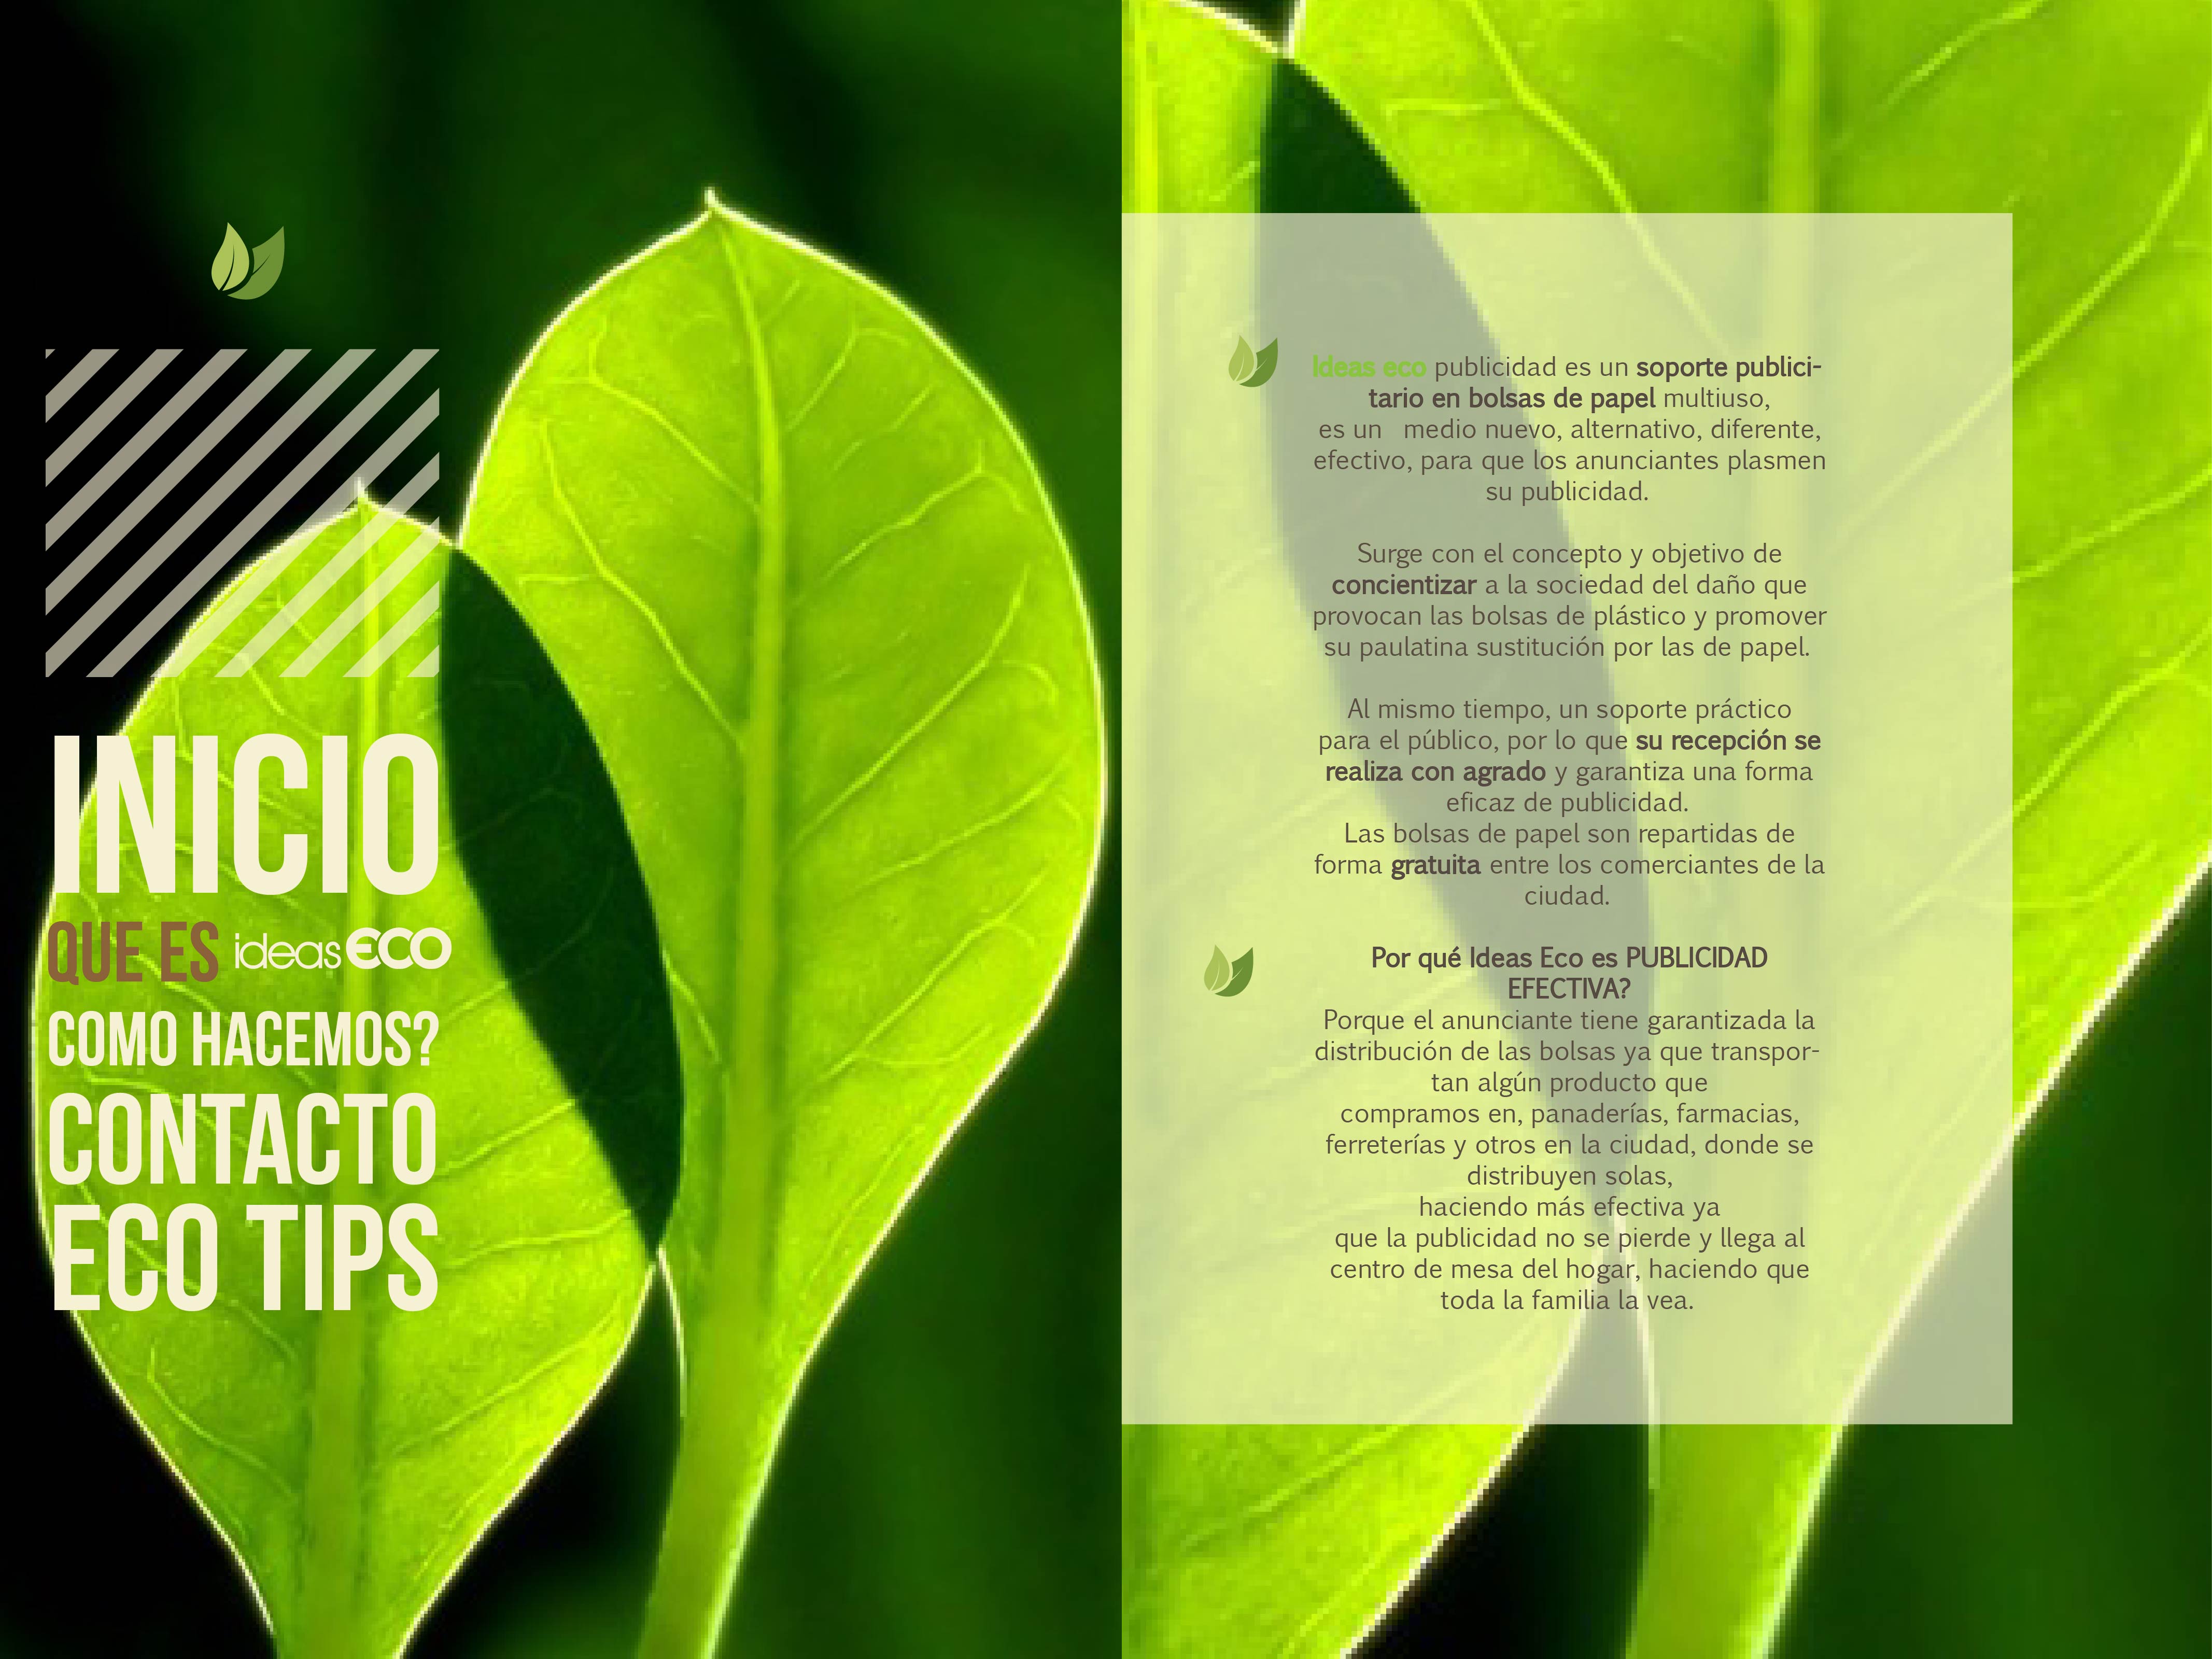 INICIO
QUE ES ideas ECO
COMO HACEMOS?
CONTACTO
ECO TIPS
Ideas eco publicidad es un soporte publici-
tario en bolsas de papel multiuso,
es un medio nuevo, alternativo, diferente,
efectivo, para que los anunciantes plasmen
su publicidad.
Surge con el concepto y objetivo de
concientizar a la sociedad del daño que
provocan las bolsas de plástico y promover
su paulatina sustitución por las de papel.
Al mismo tiempo, un soporte práctico
para el público, por lo que su recepción se
realiza con agrado y garantiza una forma
eficaz de publicidad.
Las bolsas de papel son repartidas de
forma gratuita entre los comerciantes de la
ciudad.
Por qué Ideas Eco es PUBLICIDAD
EFECTIVA?
Porque el anunciante tiene garantizada la
distribución de las bolsas ya que transpor-
tan algún producto que
compramos en, panaderías, farmacias,
ferreterías y otros en la ciudad, donde se
distribuyen solas,
haciendo más efectiva ya
que la publicidad no se pierde y llega al
centro de mesa del hogar, haciendo que
toda la familia la vea.